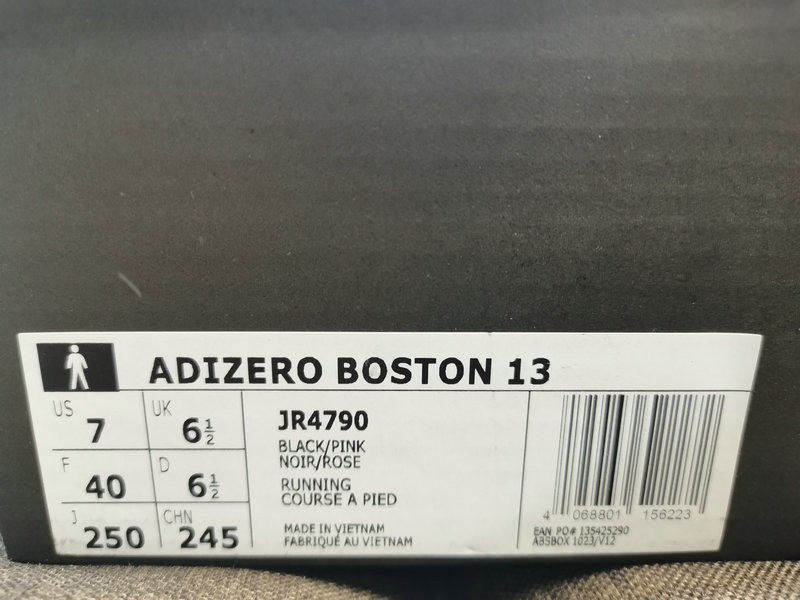 ADIZERO BOSTON 13
US 7 UK 6½
F 40 D 6½
J 250 CHN 245
JR4790
BLACK/PINK
NOIR/ROSE
RUNNING
COURSE A PIED
MADE IN VIETNAM
FABRIQUÉ AU VIETNAM
4 068801 156223
EAN PO# 135425290
ABSBOX 1023/V12